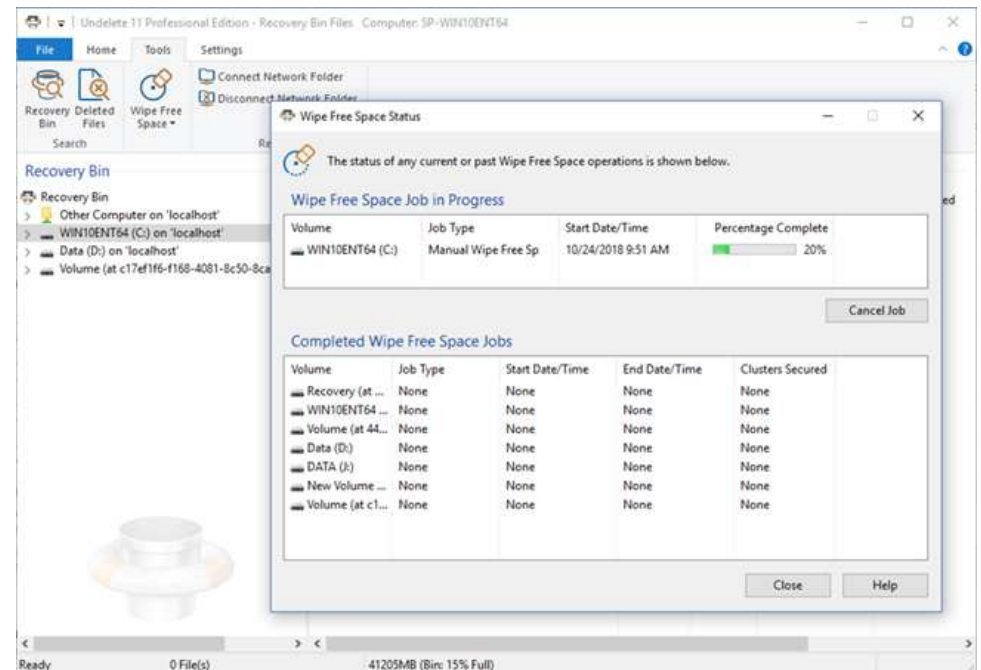 Undelete 11 Professional Edition - Recovery Bin Files Computer: SP-WIN10ENT64
File Home Tools Settings
Recovery Bin
Deleted Files
Wipe Free Space
Connect Network Folder
Disconnect Network Folder
Search
Re
Recovery Bin
Recovery Bin
Other Computer on 'localhost'
WIN10ENT64 (C:) on 'localhost'
Data (D:) on 'localhost'
Volume (at c17ef1f6-f168-4081-8c50-8ca
ed
Wipe Free Space Status
The status of any current or past Wipe Free Space operations is shown below.
Wipe Free Space Job in Progress
Volume Job Type Start Date/Time Percentage Complete
WIN10ENT64 (C:) Manual Wipe Free Sp 10/24/2018 9:51 AM 20%
Cancel Job
Completed Wipe Free Space Jobs
Volume Job Type Start Date/Time End Date/Time Clusters Secured
Recovery (at ... None None None None
WIN10ENT64 ... None None None None
Volume (at 44... None None None None
Data (D:) None None None None
DATA (J:) None None None None
New Volume ... None None None None
Volume (at c1... None None None None
Close Help
Ready 0 File(s) 41205MB (Bin: 15% Full)